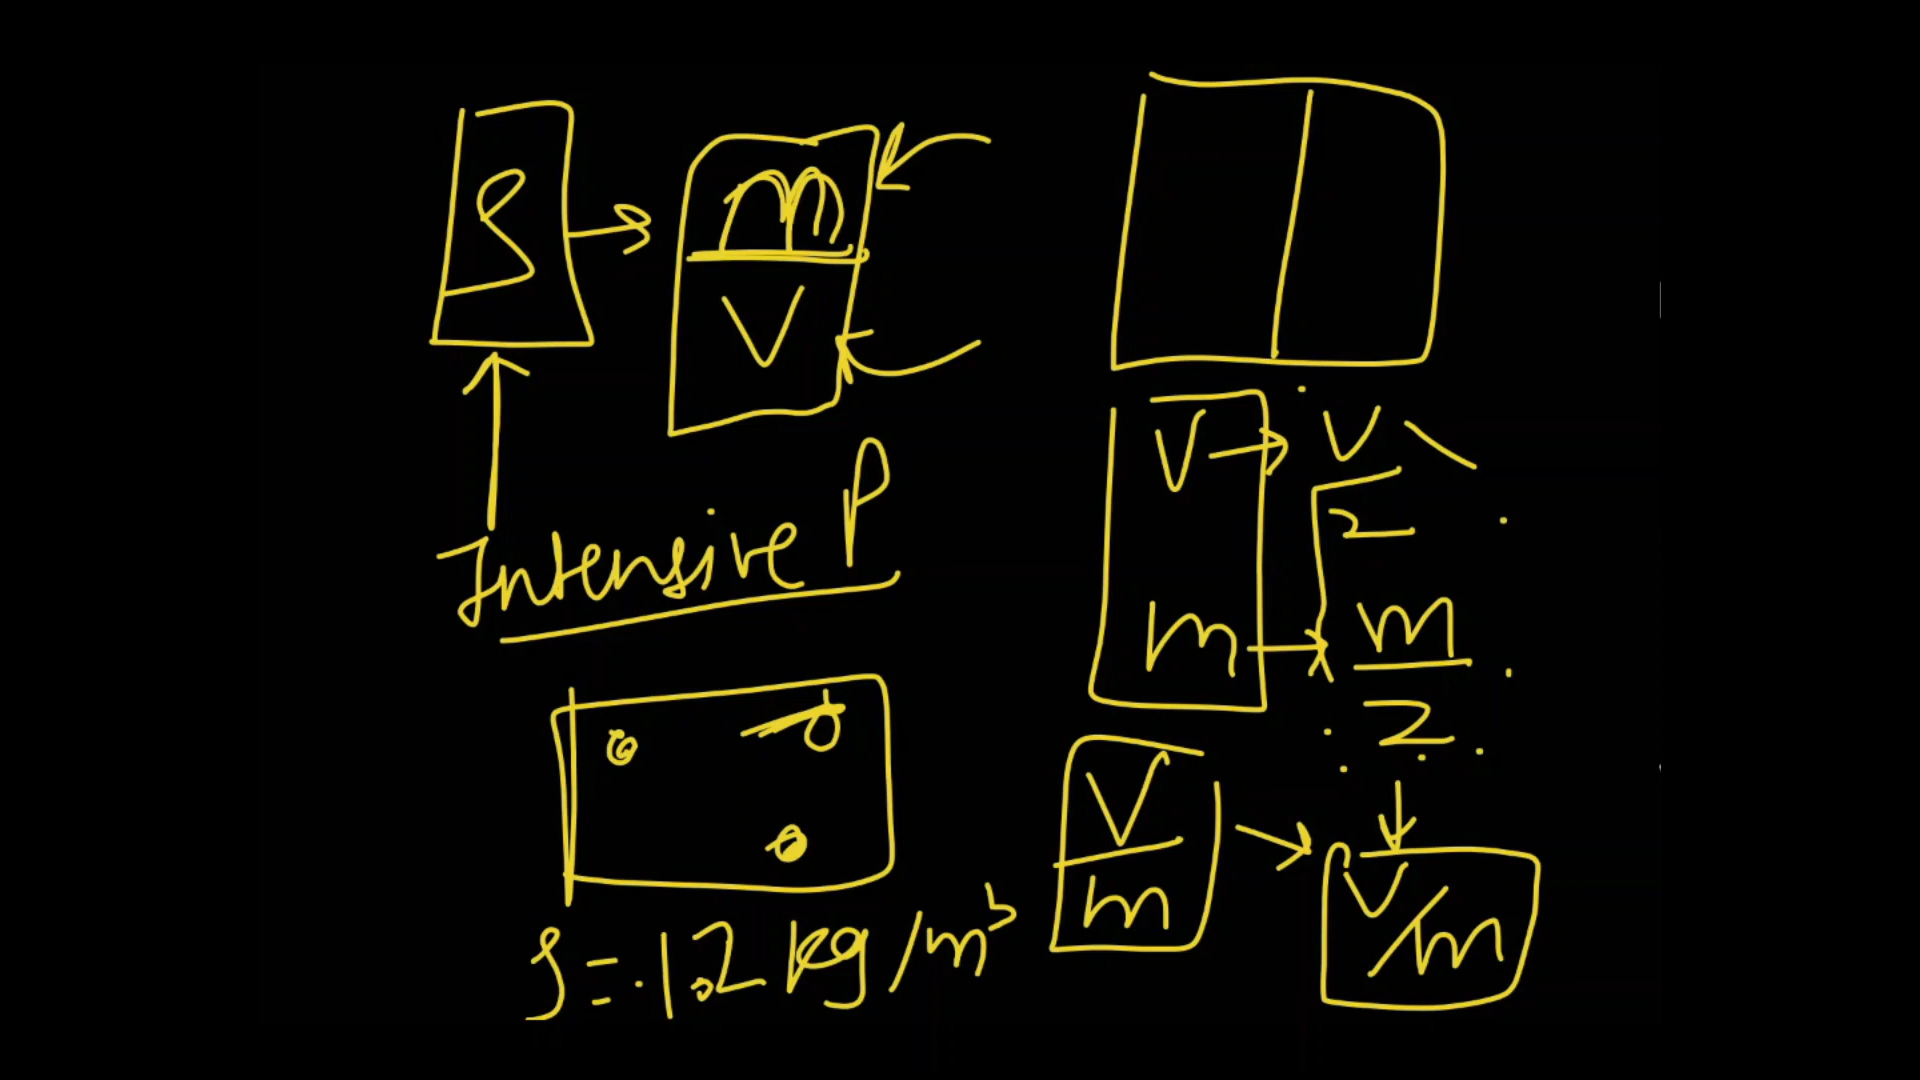 ρ → m/V
Intensive P
ρ = 1.2 kg/m³
V → V/2
m → m/2
V/m → V/m